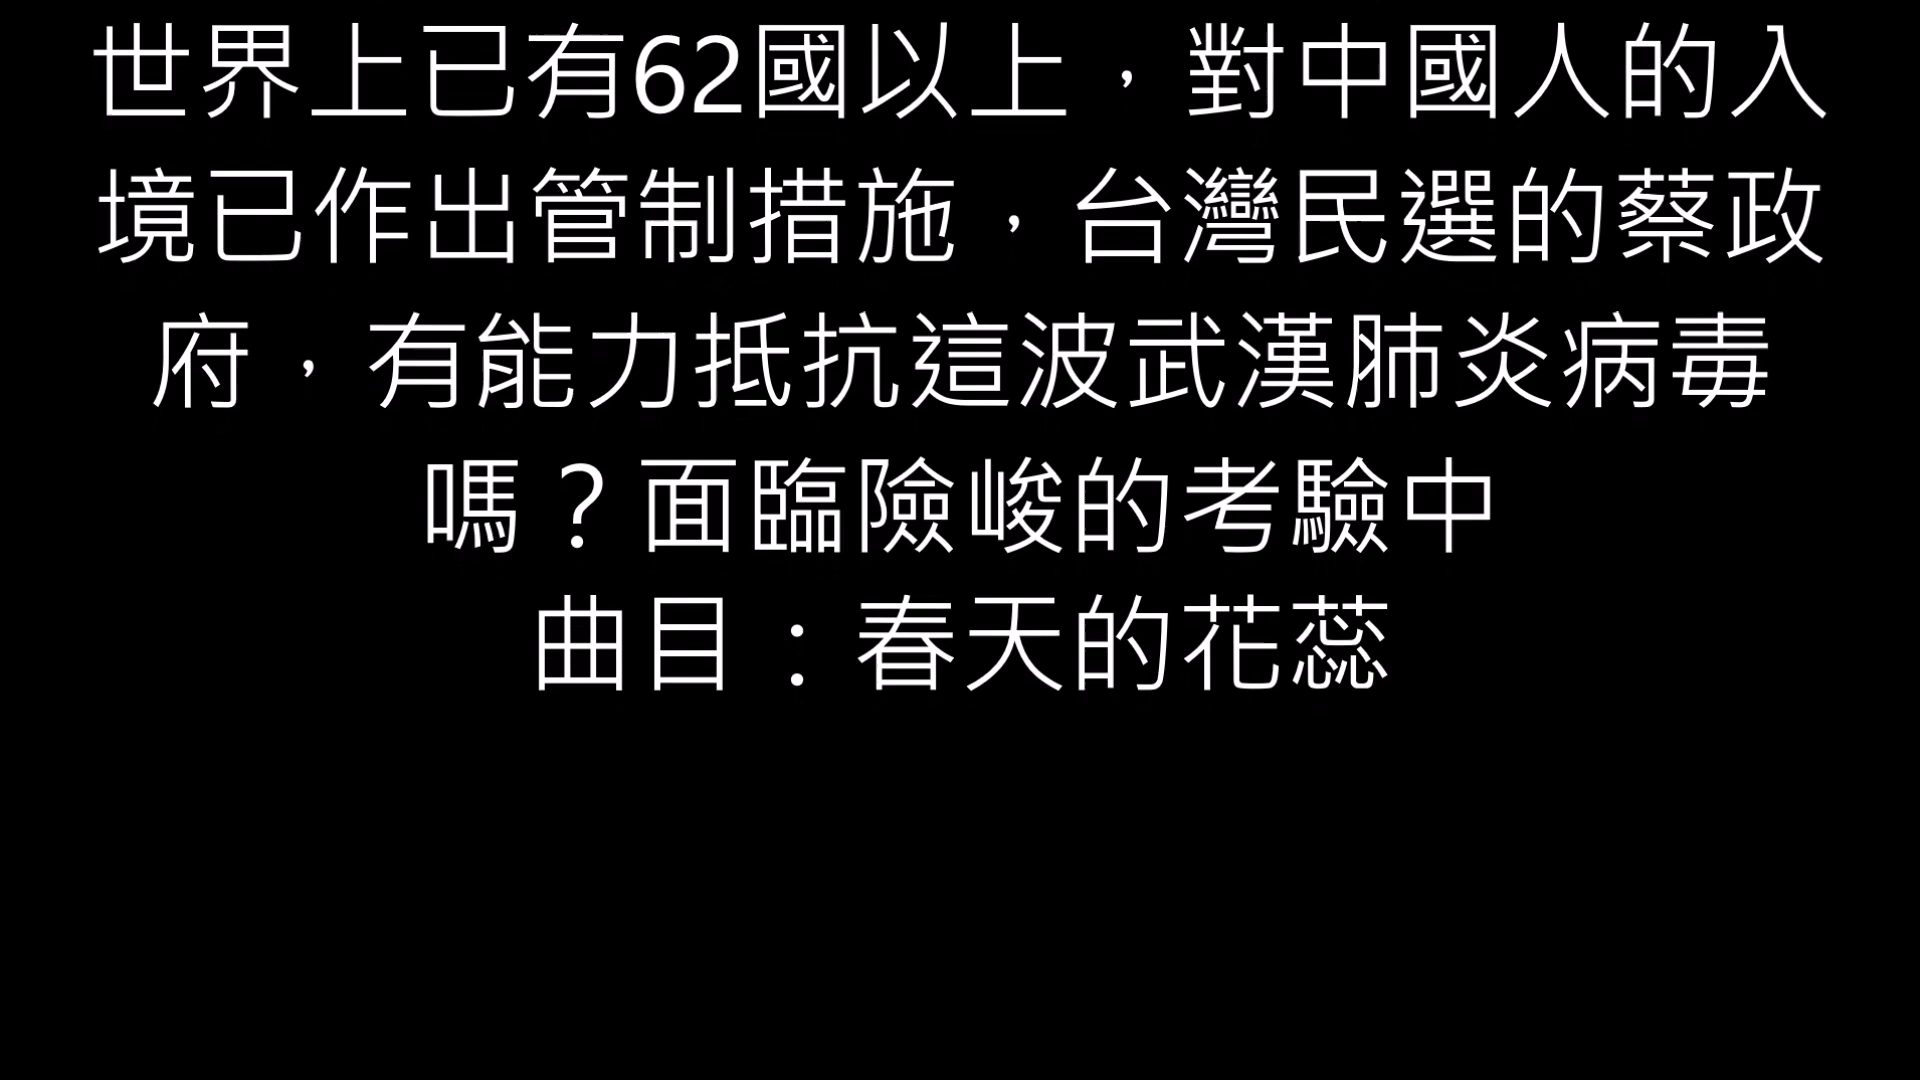 世界上已有62國以上，對中國人的入
境已作出管制措施，台灣民選的蔡政
府，有能力抵抗這波武漢肺炎病毒
嗎？面臨險峻的考驗中
曲目：春天的花蕊